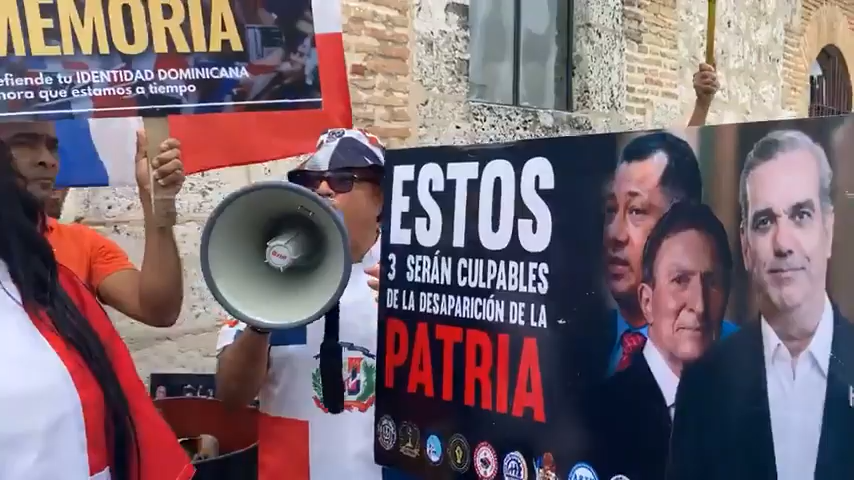 MEMORIA
efiende tu IDENTIDAD DOMINICANA
hora que estamos a tiempo
ESTOS
3 SERÁN CULPABLES
DE LA DESAPARICIÓN DE LA
PATRIA